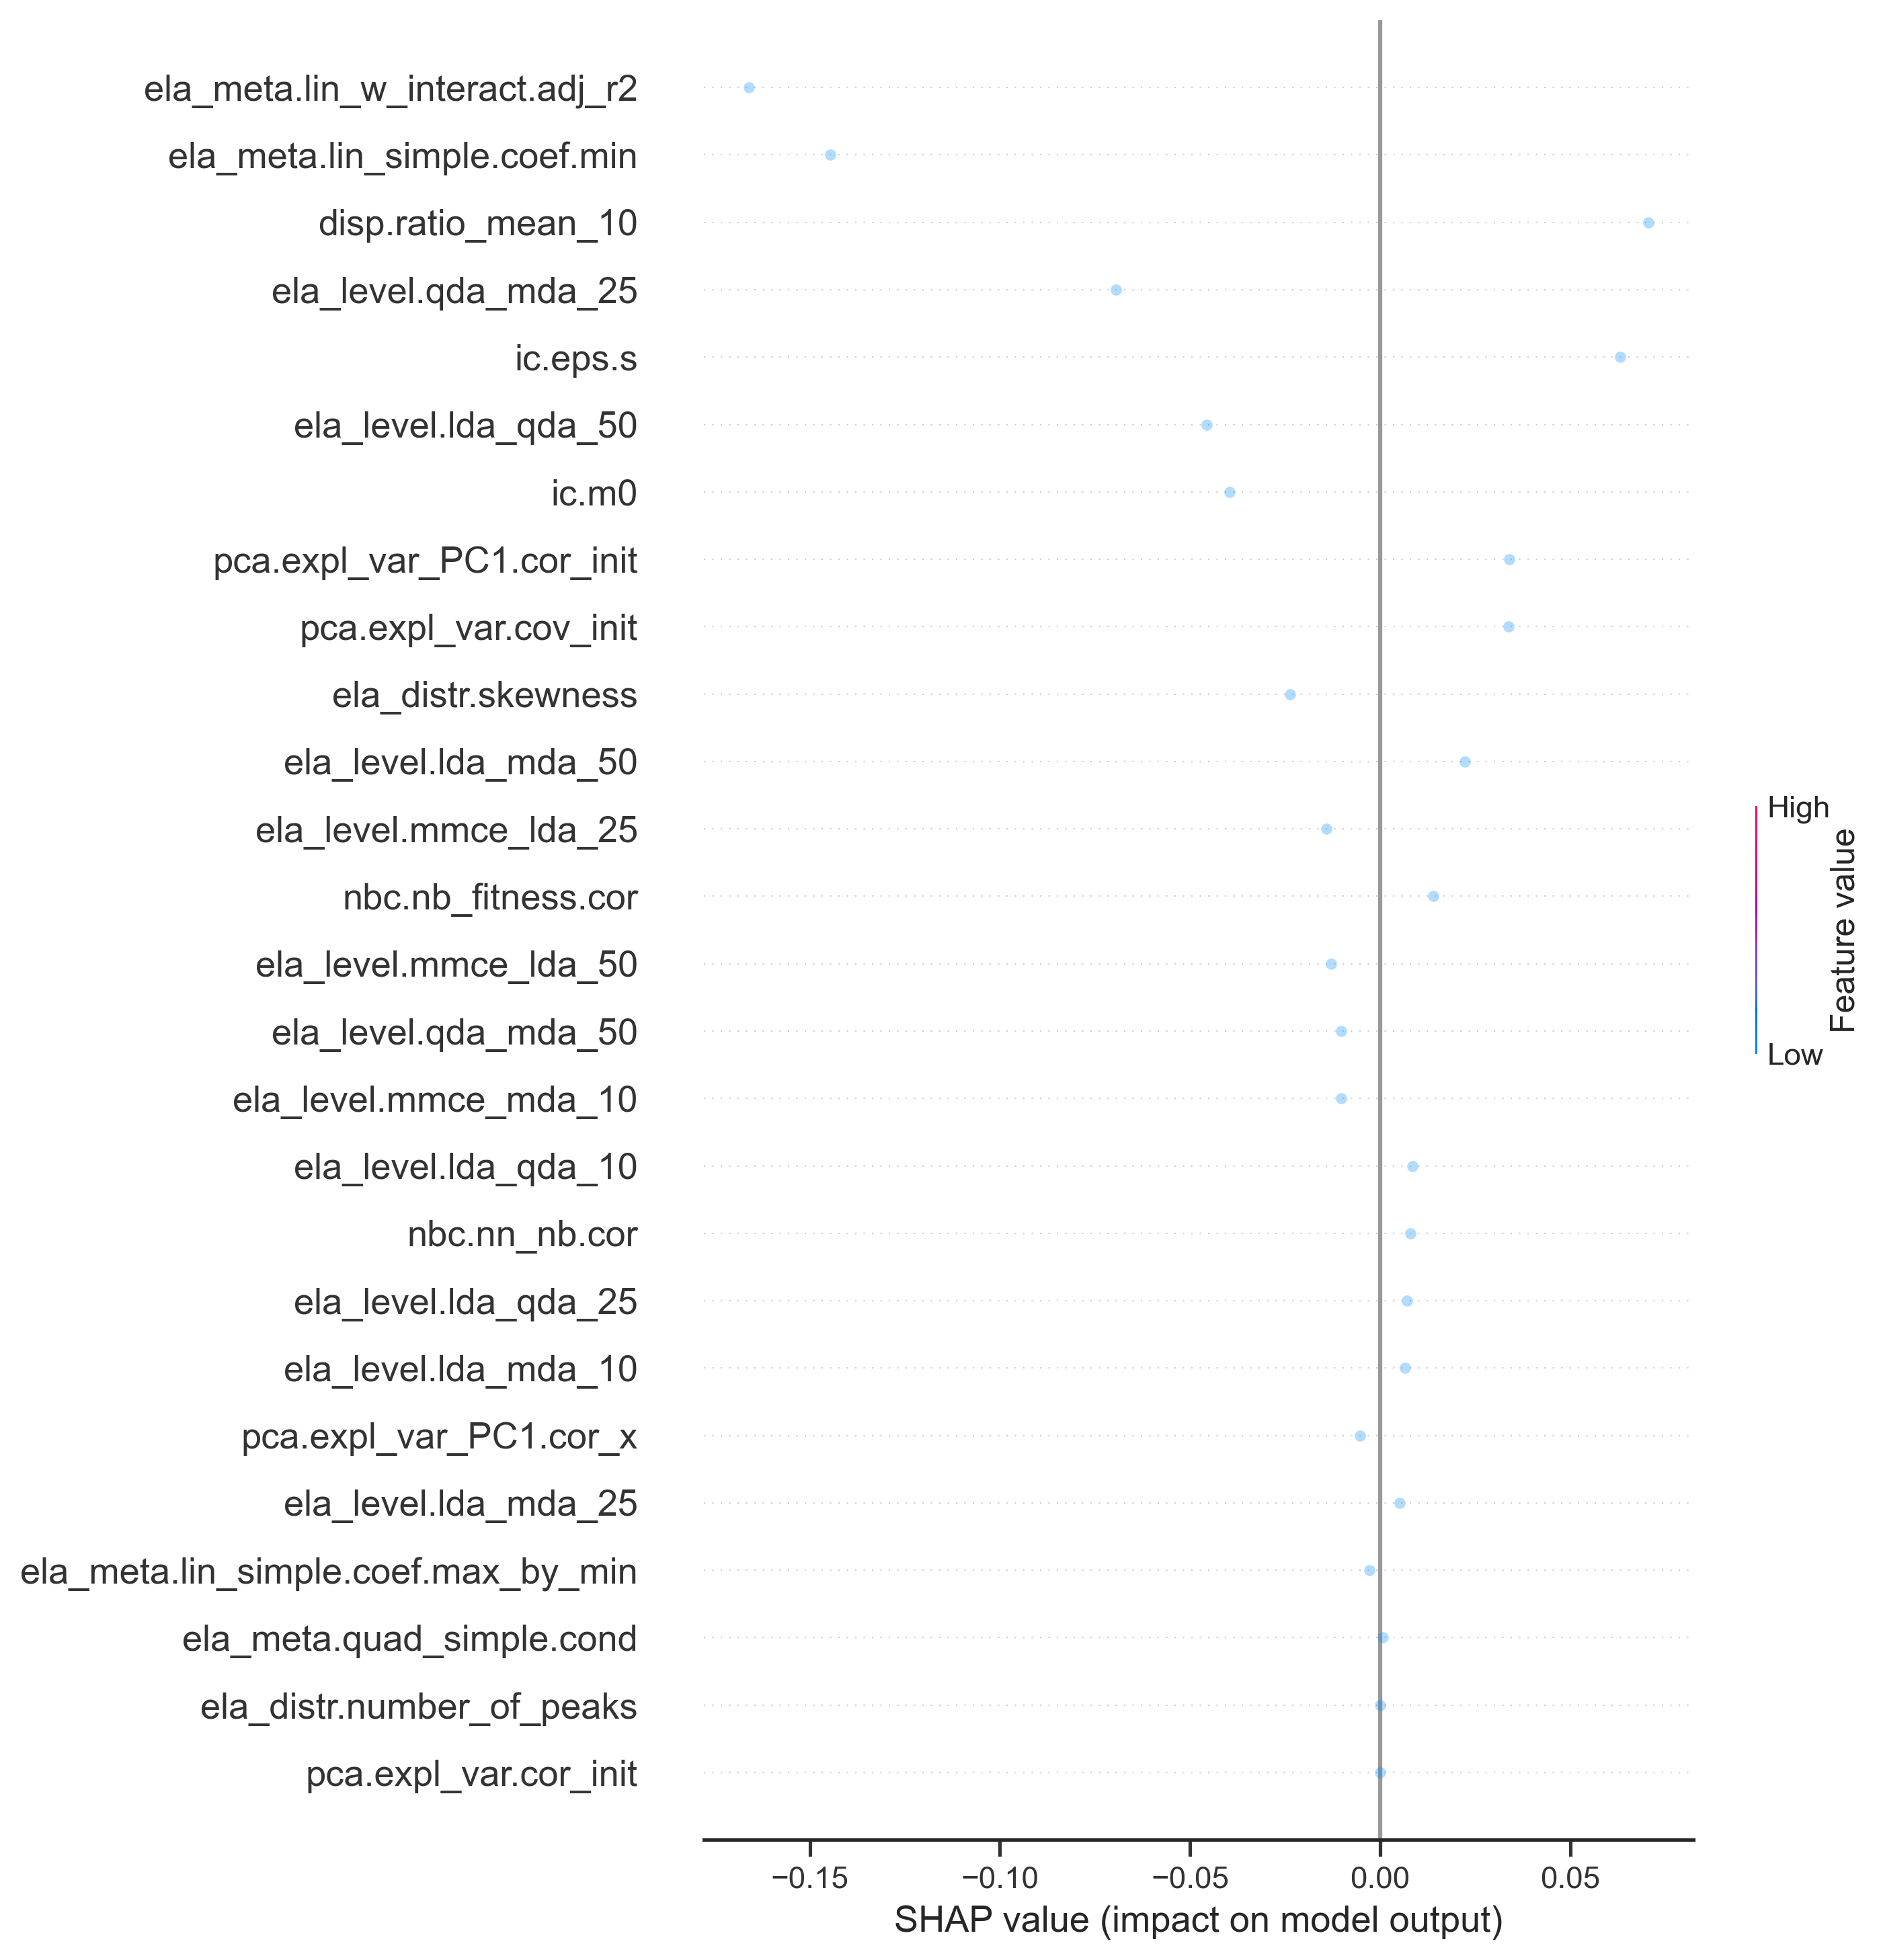 ela_meta.lin_w_interact.adj_r2
ela_meta.lin_simple.coef.min
disp.ratio_mean_10
ela_level.qda_mda_25
ic.eps.s
ela_level.lda_qda_50
ic.m0
pca.expl_var_PC1.cor_init
pca.expl_var.cov_init
ela_distr.skewness
ela_level.lda_mda_50
ela_level.mmce_lda_25
nbc.nb_fitness.cor
ela_level.mmce_lda_50
ela_level.qda_mda_50
ela_level.mmce_mda_10
ela_level.lda_qda_10
nbc.nn_nb.cor
ela_level.lda_qda_25
ela_level.lda_mda_10
pca.expl_var_PC1.cor_x
ela_level.lda_mda_25
ela_meta.lin_simple.coef.max_by_min
ela_meta.quad_simple.cond
ela_distr.number_of_peaks
pca.expl_var.cor_init
−0.15 −0.10 −0.05 0.00 0.05
SHAP value (impact on model output)
High
Feature value
Low